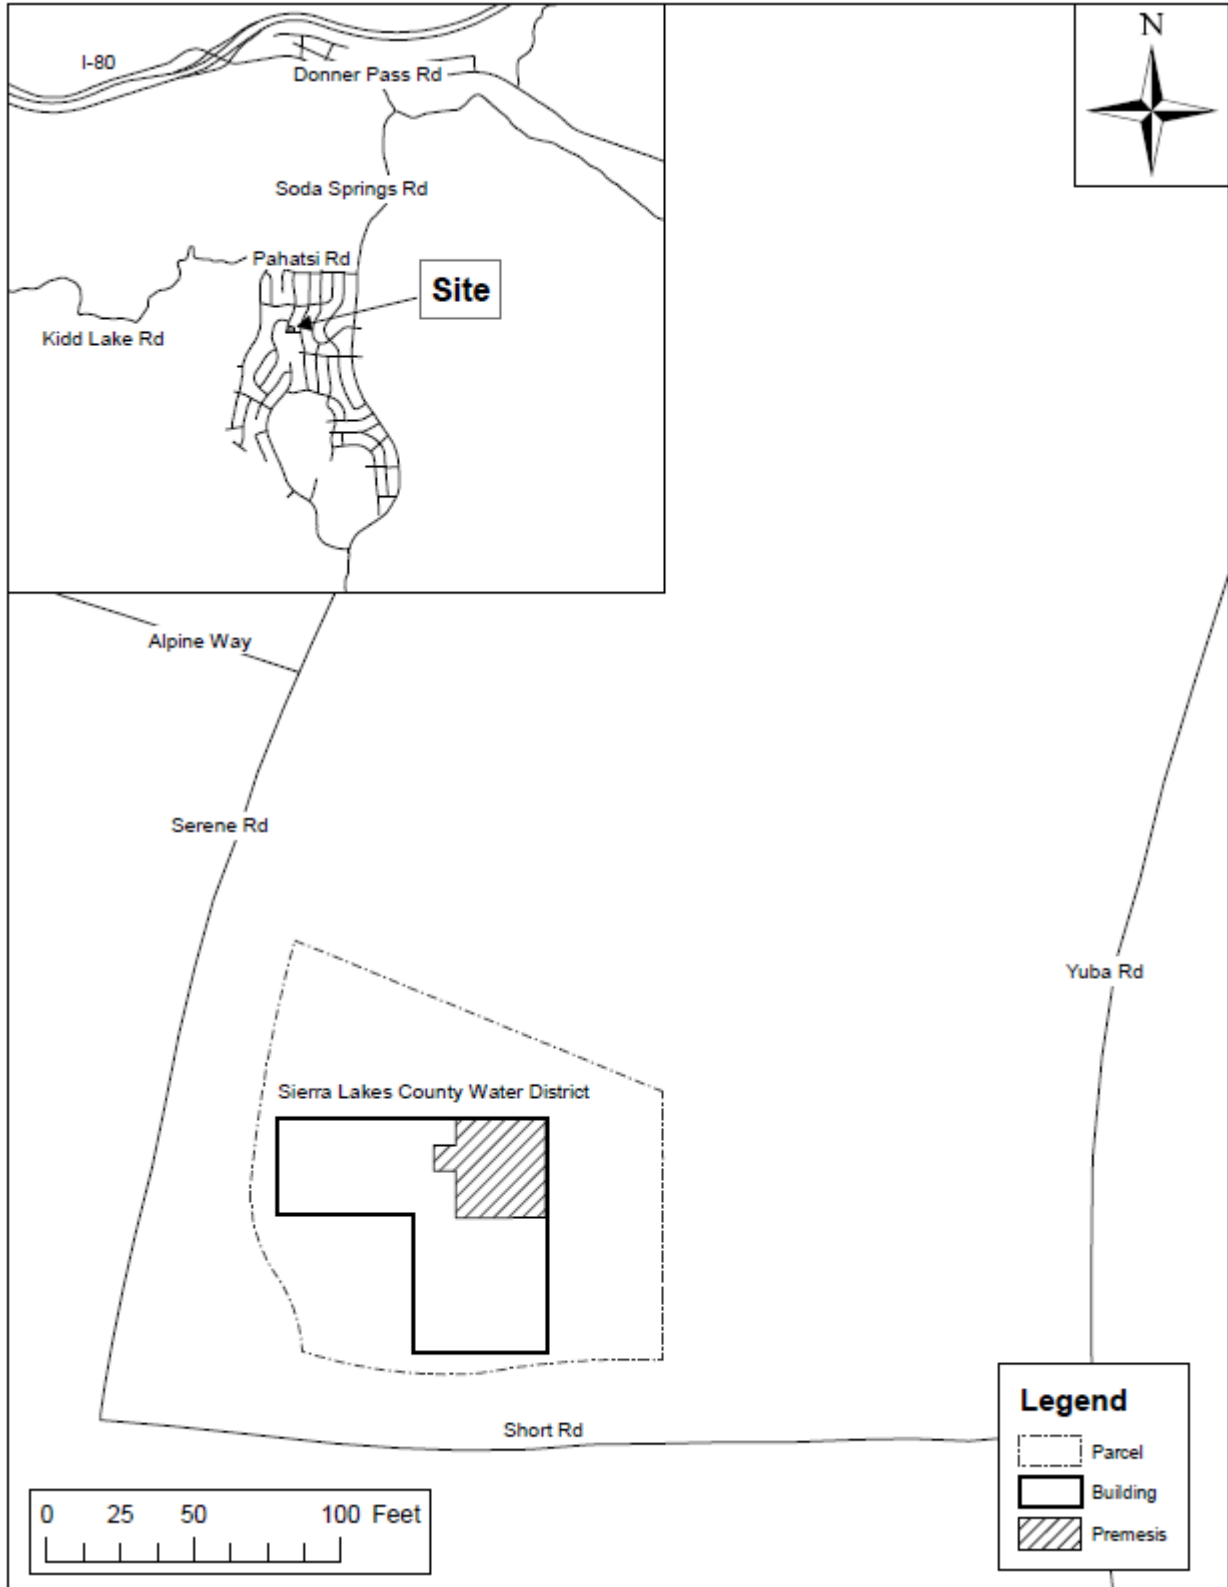 N
I-80
Donner Pass Rd
Soda Springs Rd
Pahatsi Rd
Site
Kidd Lake Rd
Alpine Way
Serene Rd
Yuba Rd
Sierra Lakes County Water District
Short Rd
Legend
Parcel
Building
Premesis
0 25 50 100 Feet